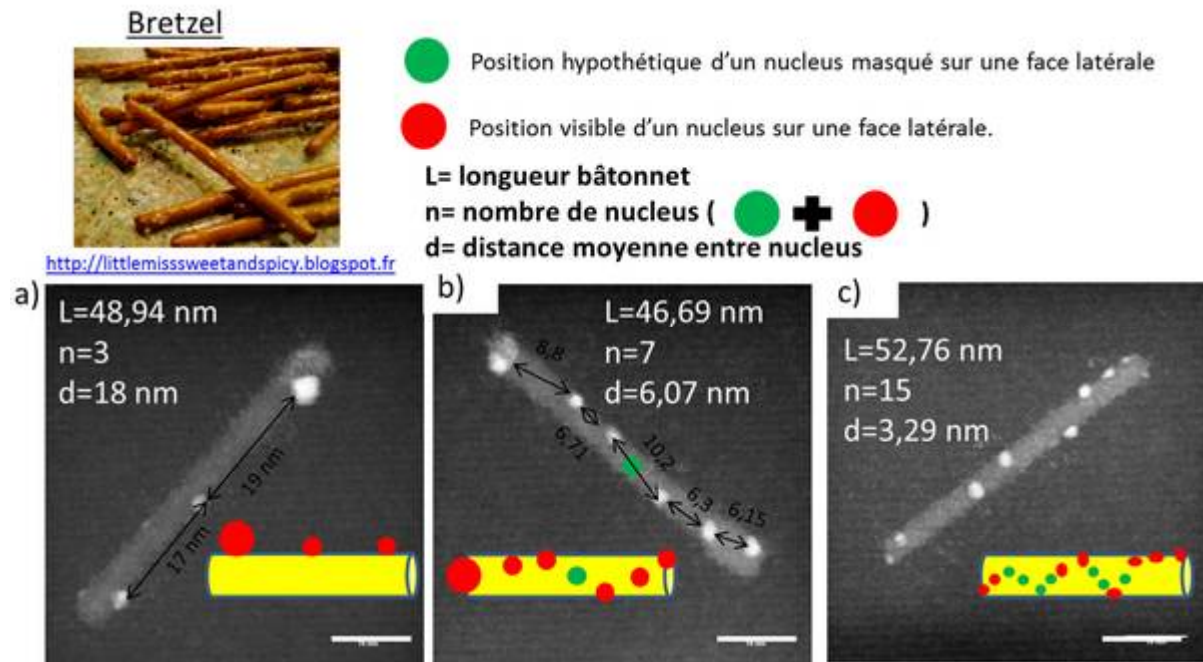 Bretzel
Position hypothétique d'un nucleus masqué sur une face latérale
Position visible d'un nucleus sur une face latérale.
L= longueur bâtonnet
n= nombre de nucleus ( )
d= distance moyenne entre nucleus
http://littlemisssweetandspicy.blogspot.fr
a)
L=48,94 nm
n=3
d=18 nm
19 nm
17 nm
b)
L=46,69 nm
n=7
d=6,07 nm
8,8
6,71
10,2
6,3
6,15
c)
L=52,76 nm
n=15
d=3,29 nm